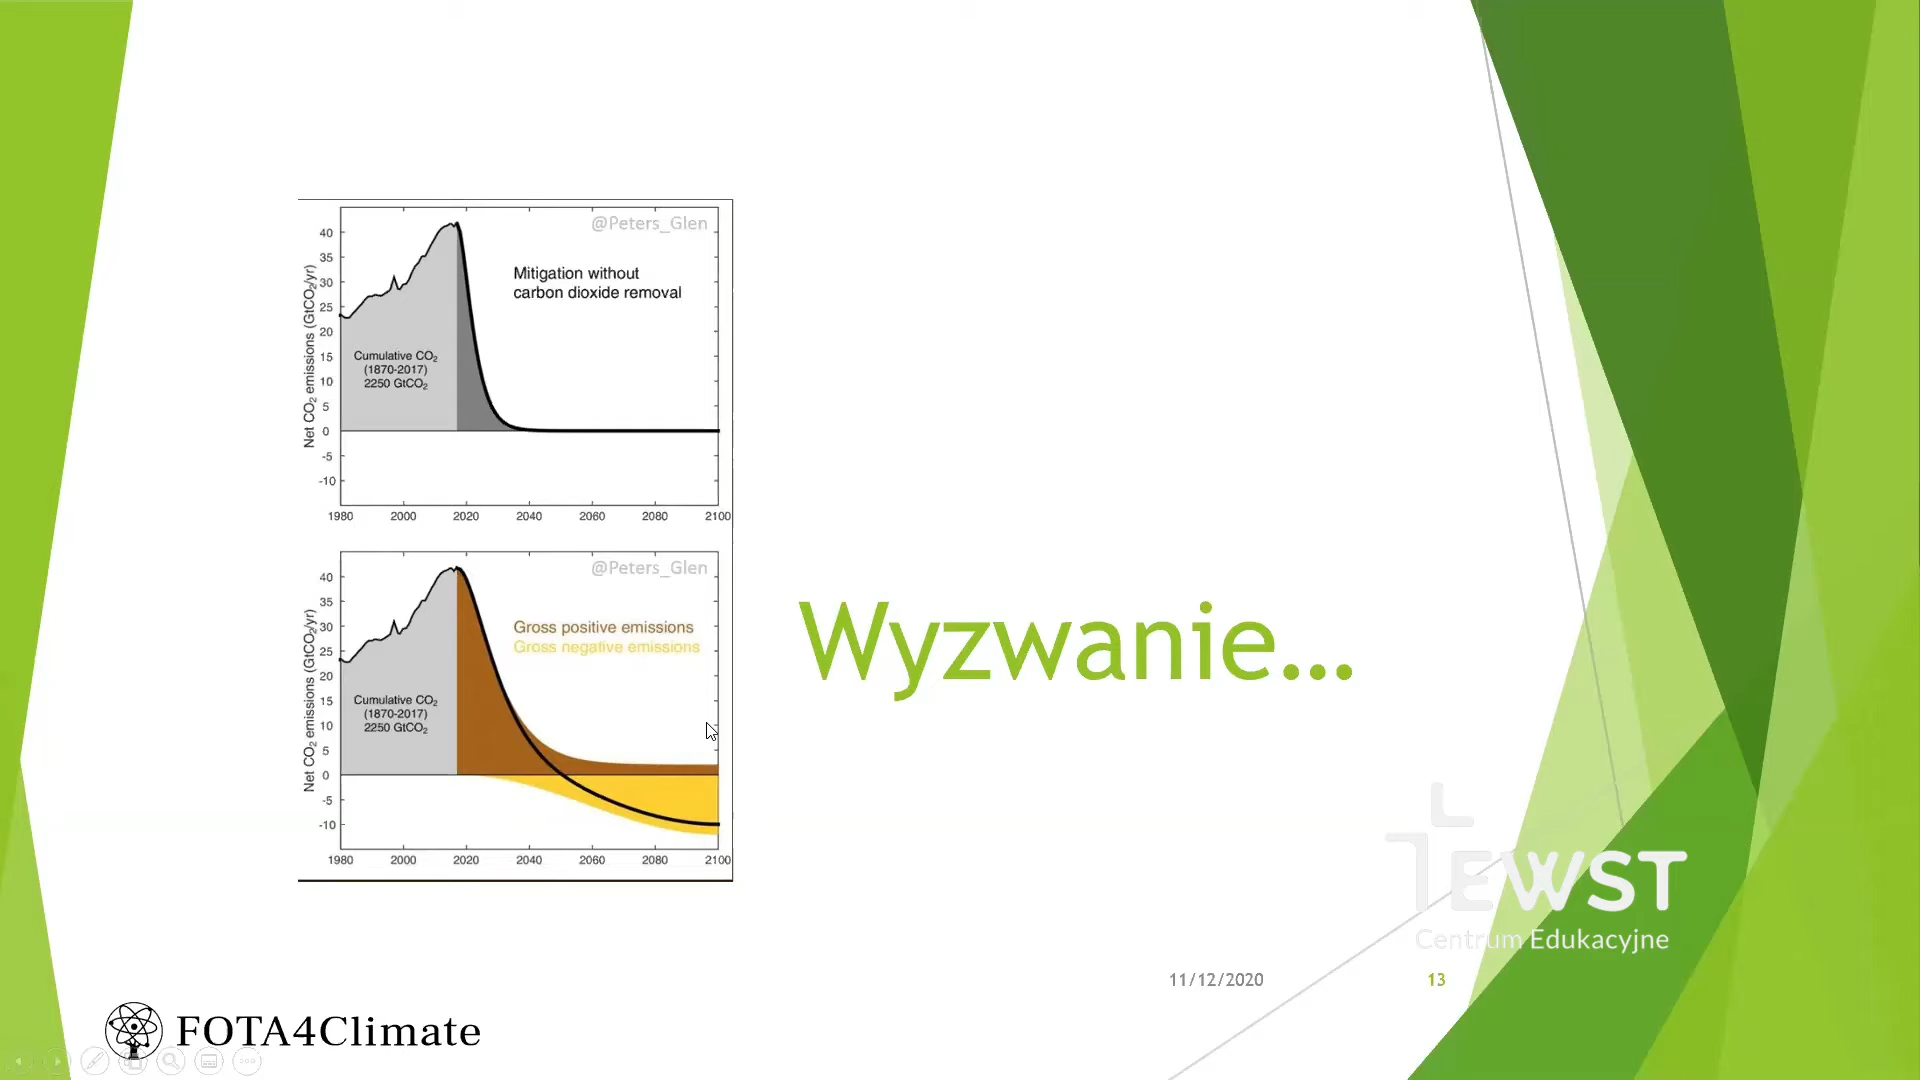 @Peters_Glen
40
35
30
25
20
15
10
5
0
-5
-10
Net CO₂ emissions (GtCO₂/yr)
Mitigation without
carbon dioxide removal
Cumulative CO₂
(1870-2017)
2250 GtCO₂
1980 2000 2020 2040 2060 2080 2100
@Peters_Glen
40
35
30
25
20
15
10
5
0
-5
-10
Net CO₂ emissions (GtCO₂/yr)
Gross positive emissions
Gross negative emissions
Cumulative CO₂
(1870-2017)
2250 GtCO₂
1980 2000 2020 2040 2060 2080 2100
Wyzwanie...
TEWST
Centrum Edukacyjne
11/12/2020 13
FOTA4Climate